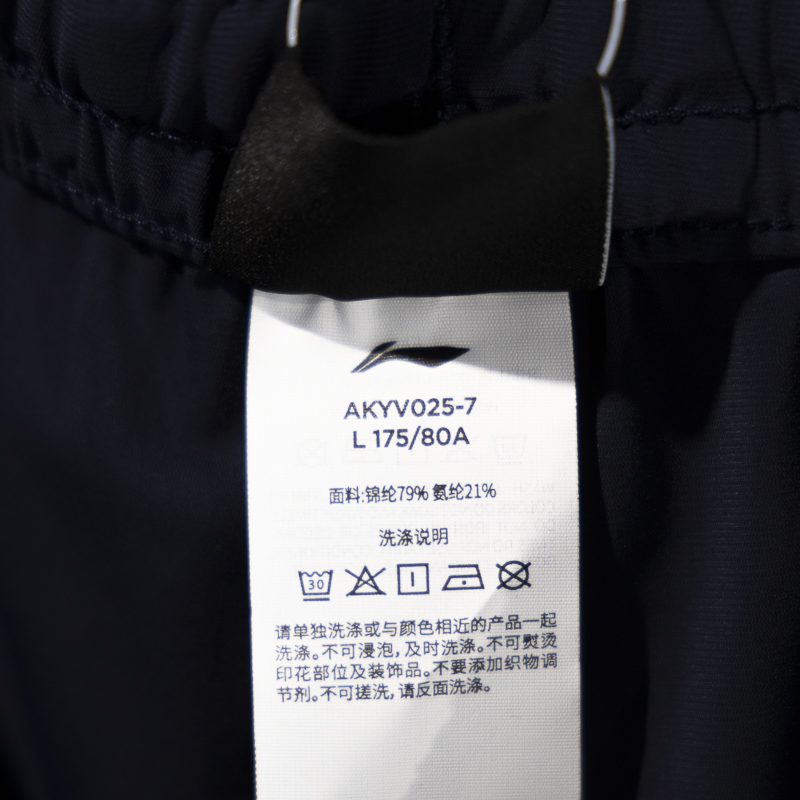 AKYV025-7
L 175/80A
面料:锦纶79% 氨纶21%
洗涤说明
30
请单独洗涤或与颜色相近的产品一起
洗涤。不可浸泡,及时洗涤。不可熨烫
印花部位及装饰品。不要添加织物调
节剂。不可搓洗,请反面洗涤。